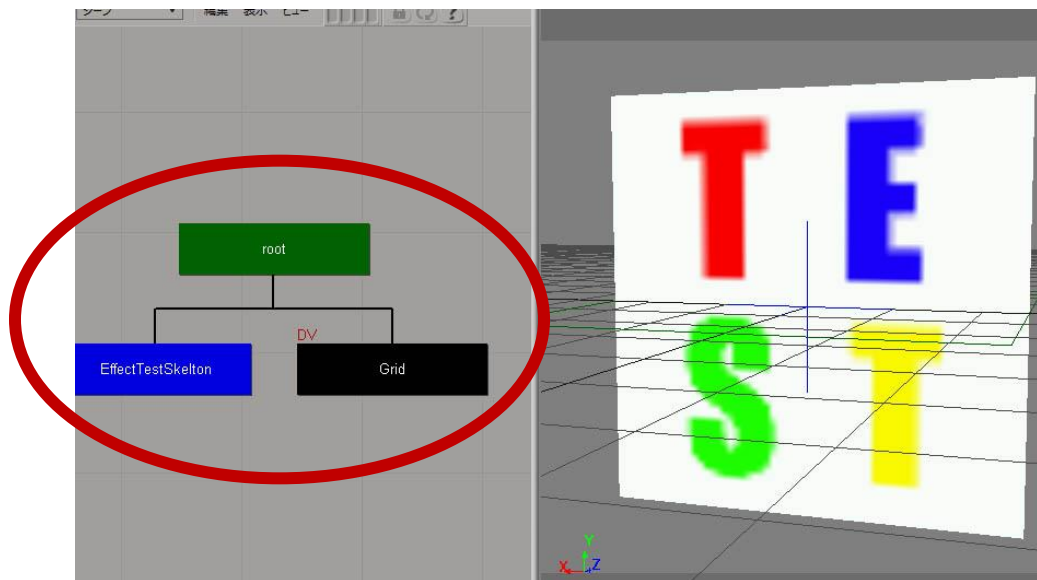 編集 表示 ビュー
?
root
DV
EffectTestSkelton
Grid
T E
S T
Y
X Z